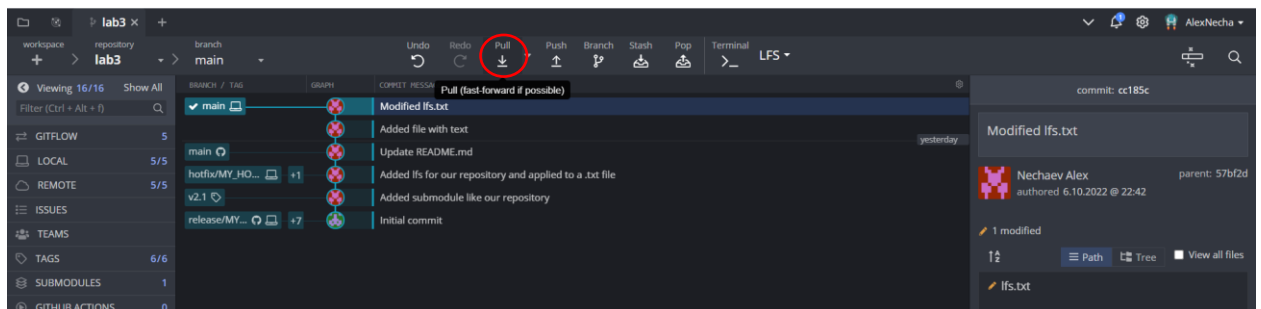 lab3 × +
AlexNecha
workspace repository branch Undo Redo Pull Push Branch Stash Pop Terminal
lab3 main LFS
Viewing 16/16 Show All
Filter (Ctrl + Alt + f)
GITFLOW 5
LOCAL 5/5
REMOTE 5/5
ISSUES
TEAMS
TAGS 6/6
SUBMODULES 1
GITHUB ACTIONS 0
BRANCH / TAG GRAPH COMMIT MESSA
Pull (fast-forward if possible)
main Modified lfs.txt
Added file with text
yesterday
main Update README.md
hotfix/MY_HO... +1 Added lfs for our repository and applied to a .txt file
v2.1 Added submodule like our repository
release/MY... +7 Initial commit
commit: cc185c
Modified lfs.txt
Nechaev Alex parent: 57bf2d
authored 6.10.2022 @ 22:42
1 modified
Path Tree View all files
lfs.txt